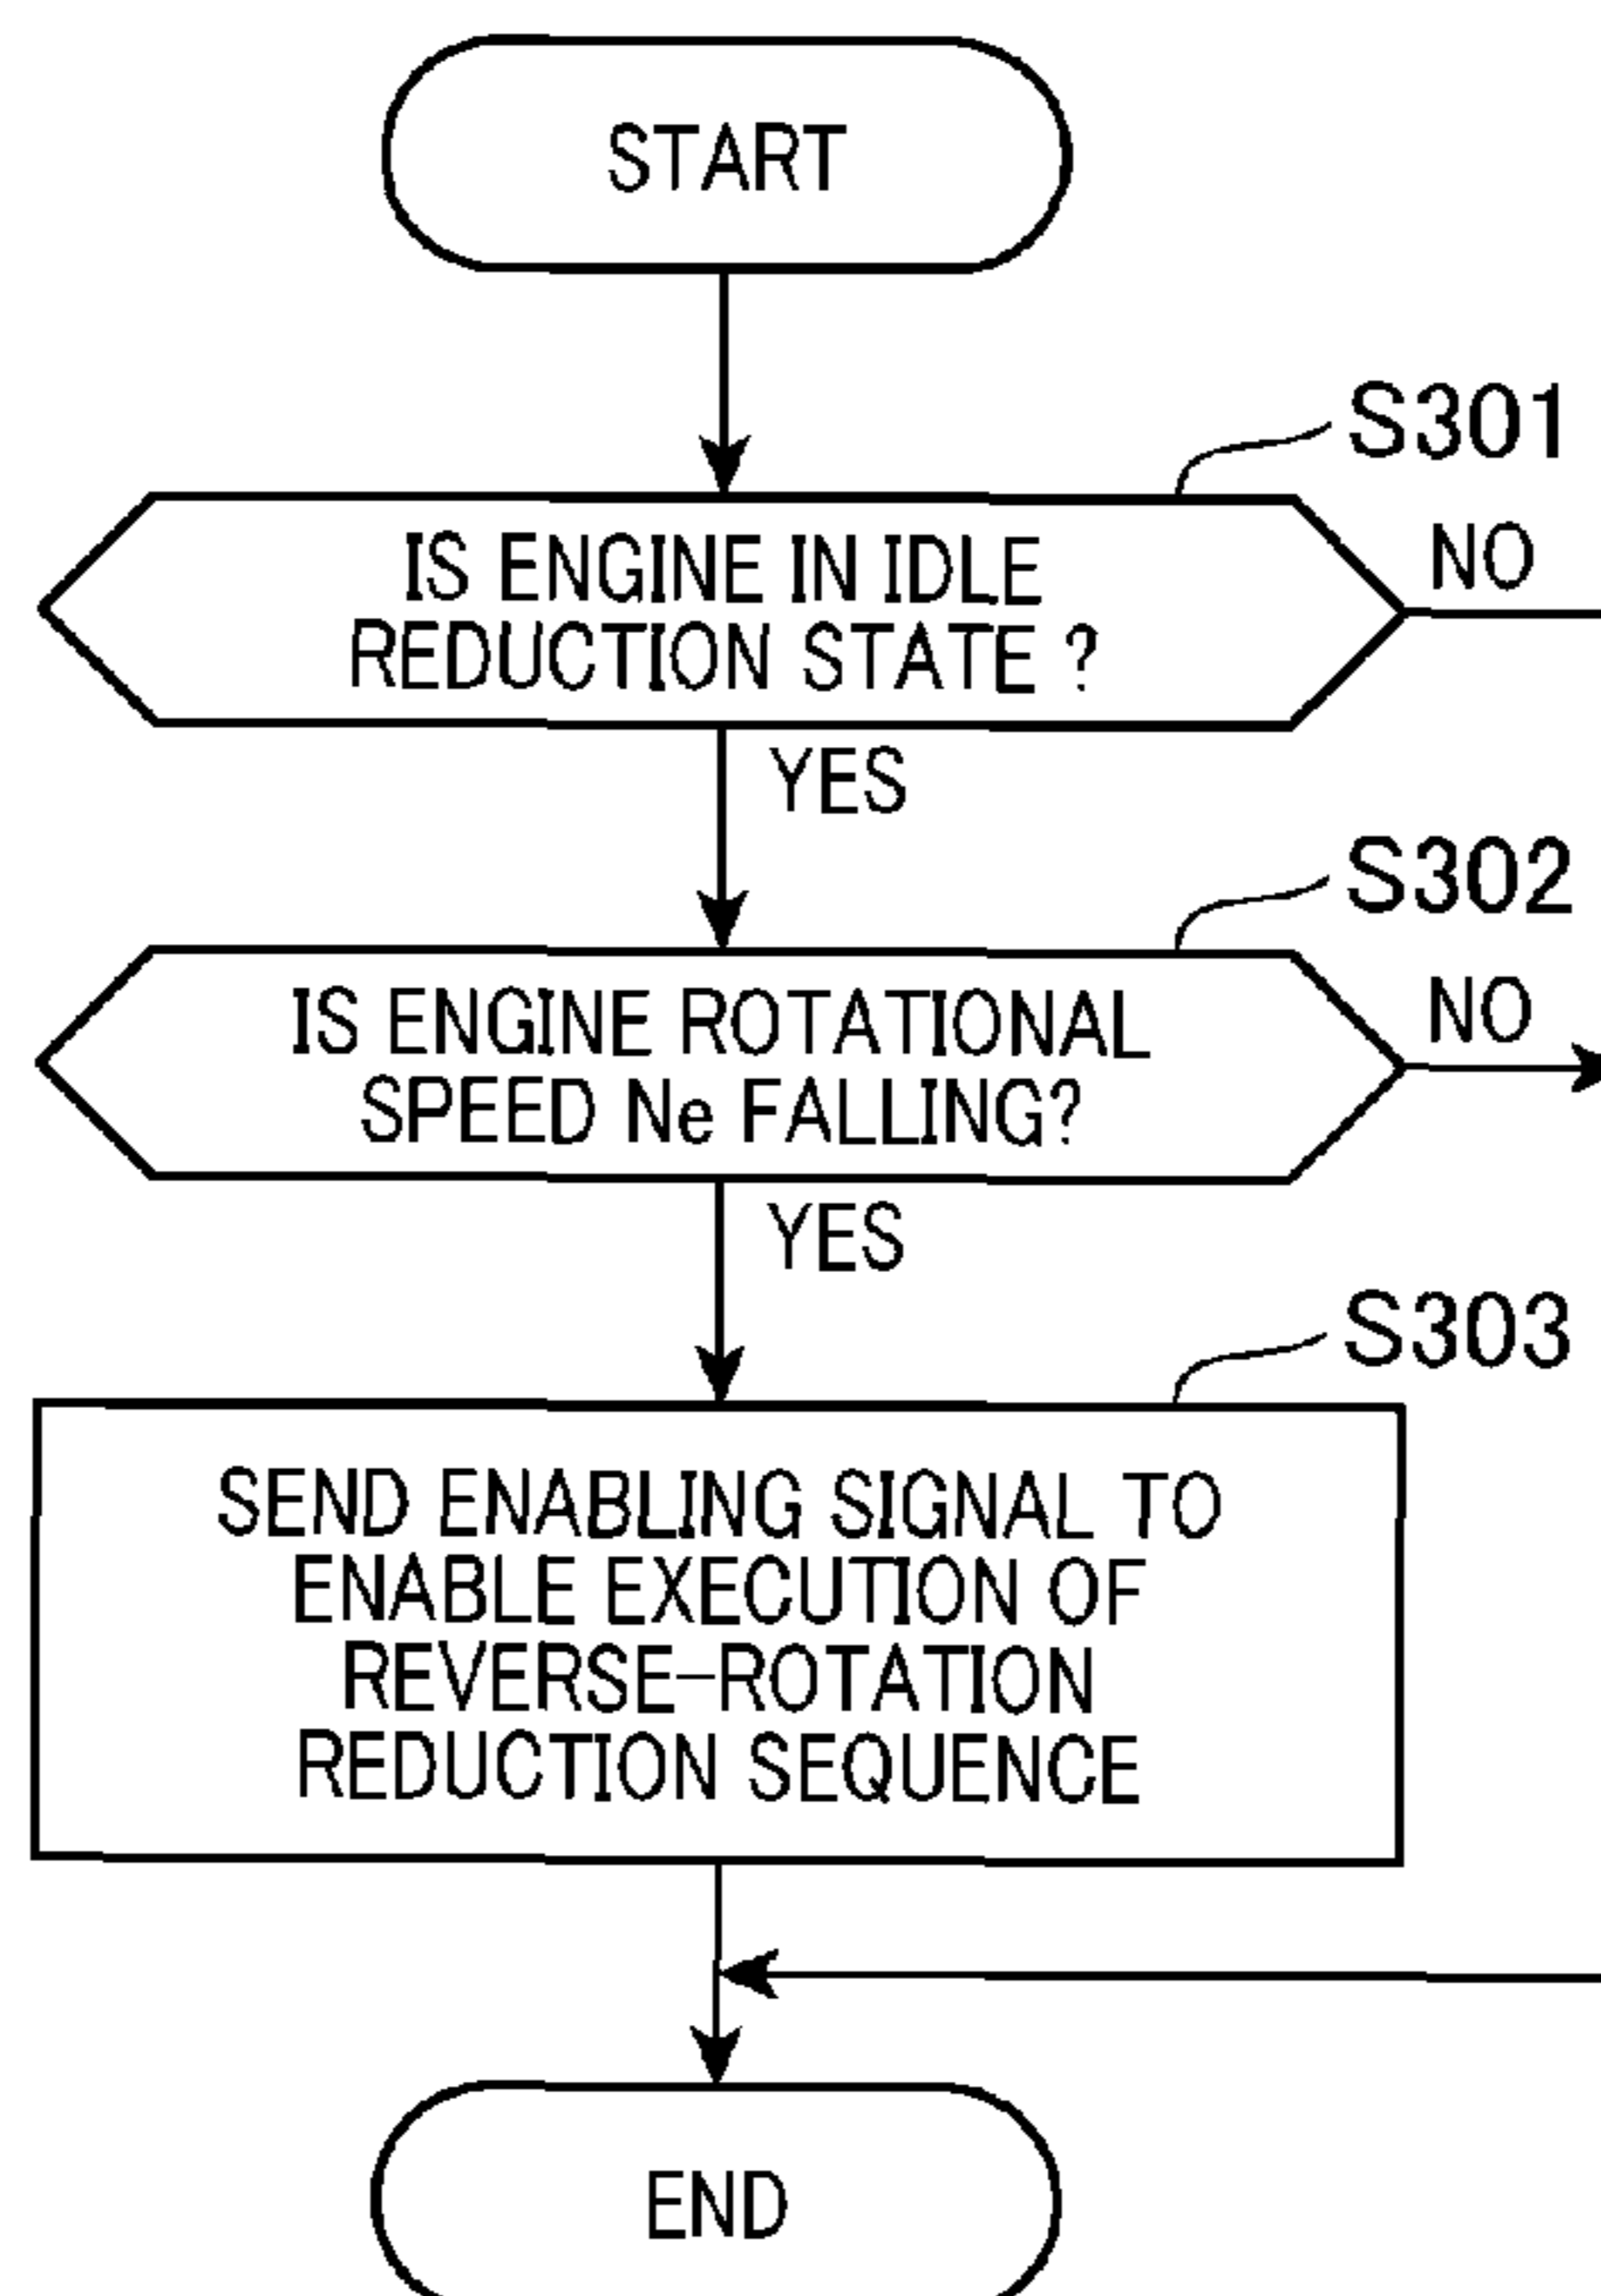 START
S301
IS ENGINE IN IDLE
REDUCTION STATE ?
NO
YES
S302
IS ENGINE ROTATIONAL
SPEED Ne FALLING?
NO
YES
S303
SEND ENABLING SIGNAL TO
ENABLE EXECUTION OF
REVERSE-ROTATION
REDUCTION SEQUENCE
END